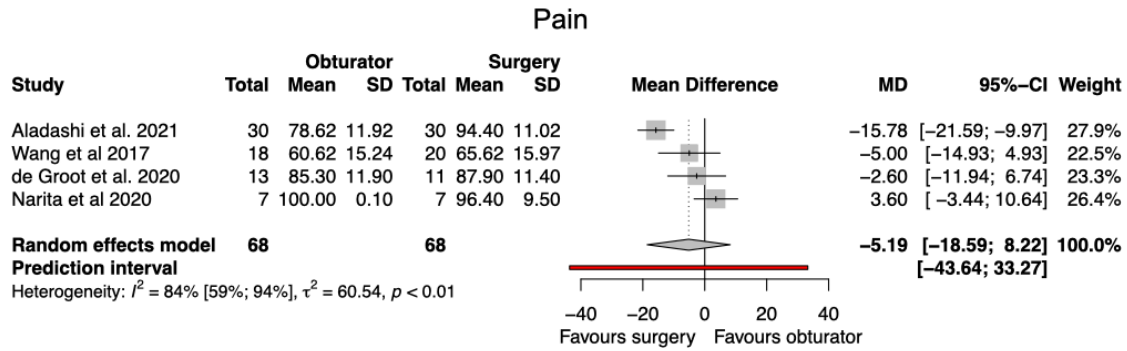 Pain
Obturator Surgery
Study Total Mean SD Total Mean SD Mean Difference MD 95%−CI Weight
Aladashi et al. 2021 30 78.62 11.92 30 94.40 11.02 −15.78 [−21.59; −9.97] 27.9%
Wang et al 2017 18 60.62 15.24 20 65.62 15.97 −5.00 [−14.93; 4.93] 22.5%
de Groot et al. 2020 13 85.30 11.90 11 87.90 11.40 −2.60 [−11.94; 6.74] 23.3%
Narita et al 2020 7 100.00 0.10 7 96.40 9.50 3.60 [ −3.44; 10.64] 26.4%
Random effects model 68 68 −5.19 [−18.59; 8.22] 100.0%
Prediction interval [−43.64; 33.27]
Heterogeneity: I² = 84% [59%; 94%], τ² = 60.54, p < 0.01
−40 −20 0 20 40
Favours surgery Favours obturator